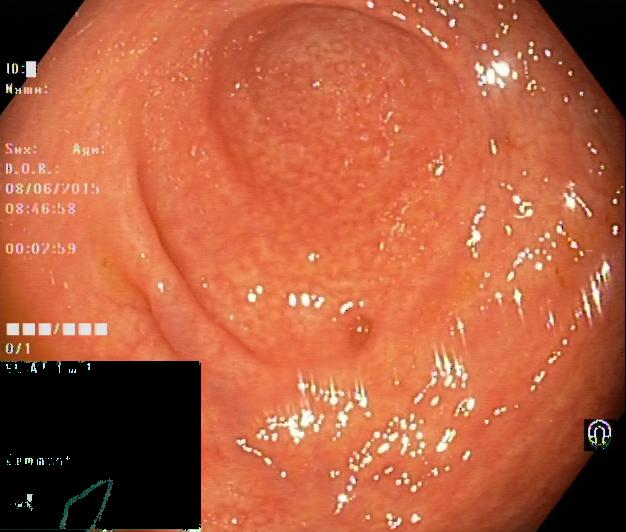 ID:
Name:
Sex: Age:
D.O.B.:
08/06/2015
08:46:58
00:02:59
/
0/1
Comment